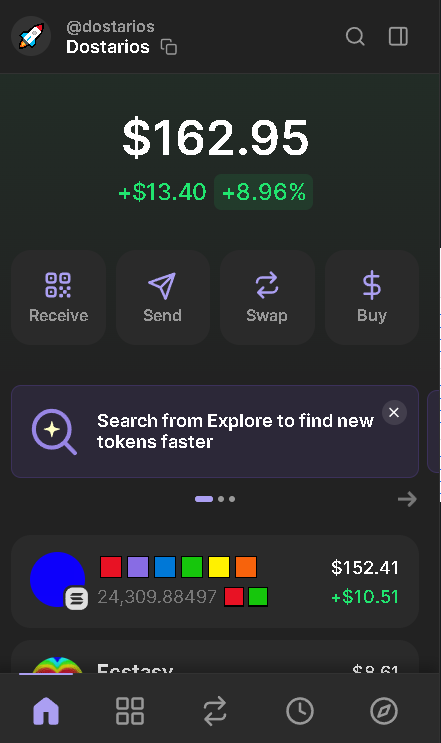 @dostarios
Dostarios
$162.95
+$13.40 +8.96%
Receive
Send
Swap
Buy
Search from Explore to find new
tokens faster
$152.41
24,309.88497
+$10.51
Ecstasy
$8.61